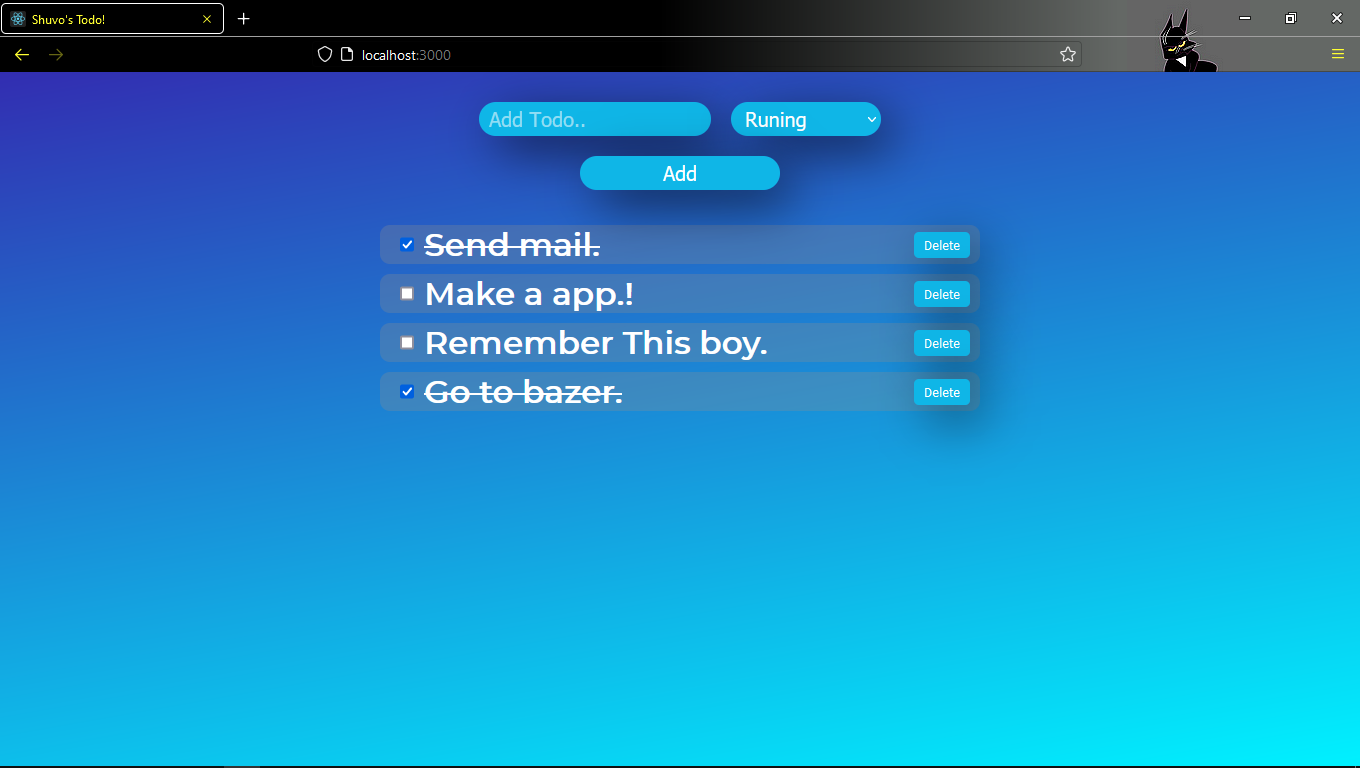 Shuvo's Todo!
localhost:3000
Add Todo..
Runing
Add
Send mail.
Delete
Make a app.!
Delete
Remember This boy.
Delete
Go to bazer.
Delete